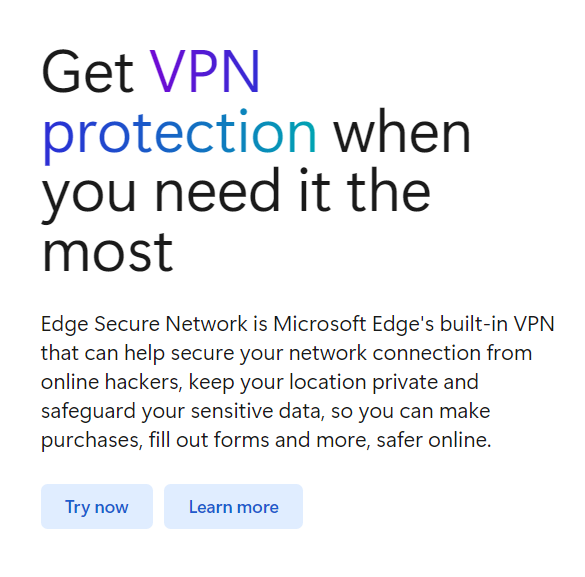 Get VPN
protection when
you need it the
most
Edge Secure Network is Microsoft Edge's built-in VPN
that can help secure your network connection from
online hackers, keep your location private and
safeguard your sensitive data, so you can make
purchases, fill out forms and more, safer online.
Try now
Learn more